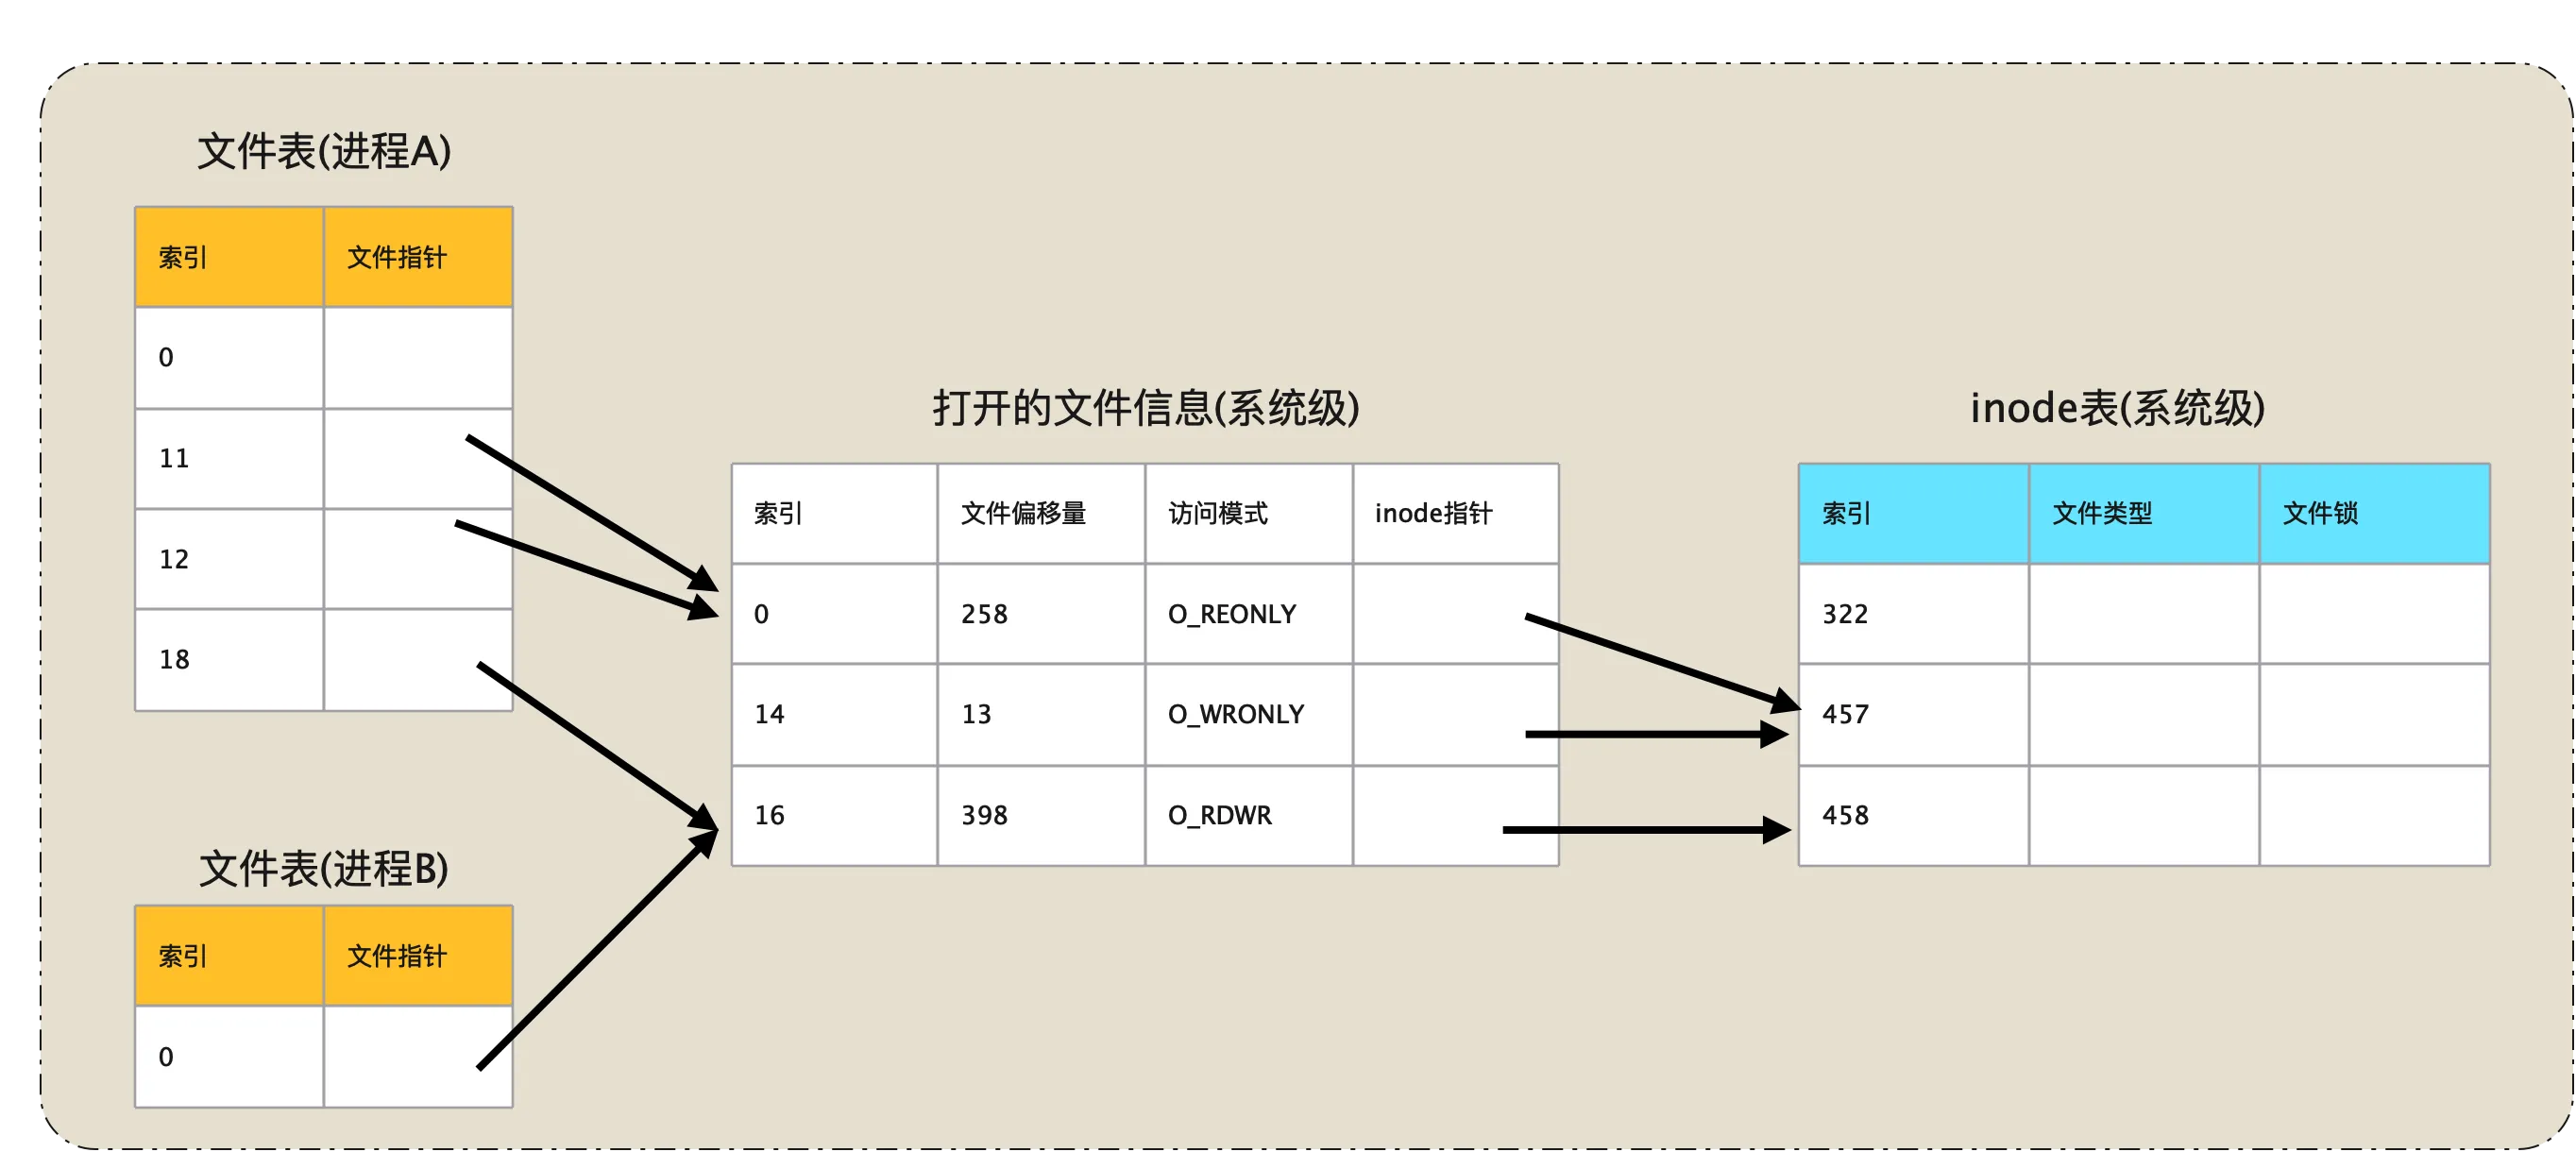 文件表(进程A)
索引 文件指针
0
11
12
18
文件表(进程B)
索引 文件指针
0
打开的文件信息(系统级)
索引 文件偏移量 访问模式 inode指针
0 258 O_REONLY
14 13 O_WRONLY
16 398 O_RDWR
inode表(系统级)
索引 文件类型 文件锁
322
457
458